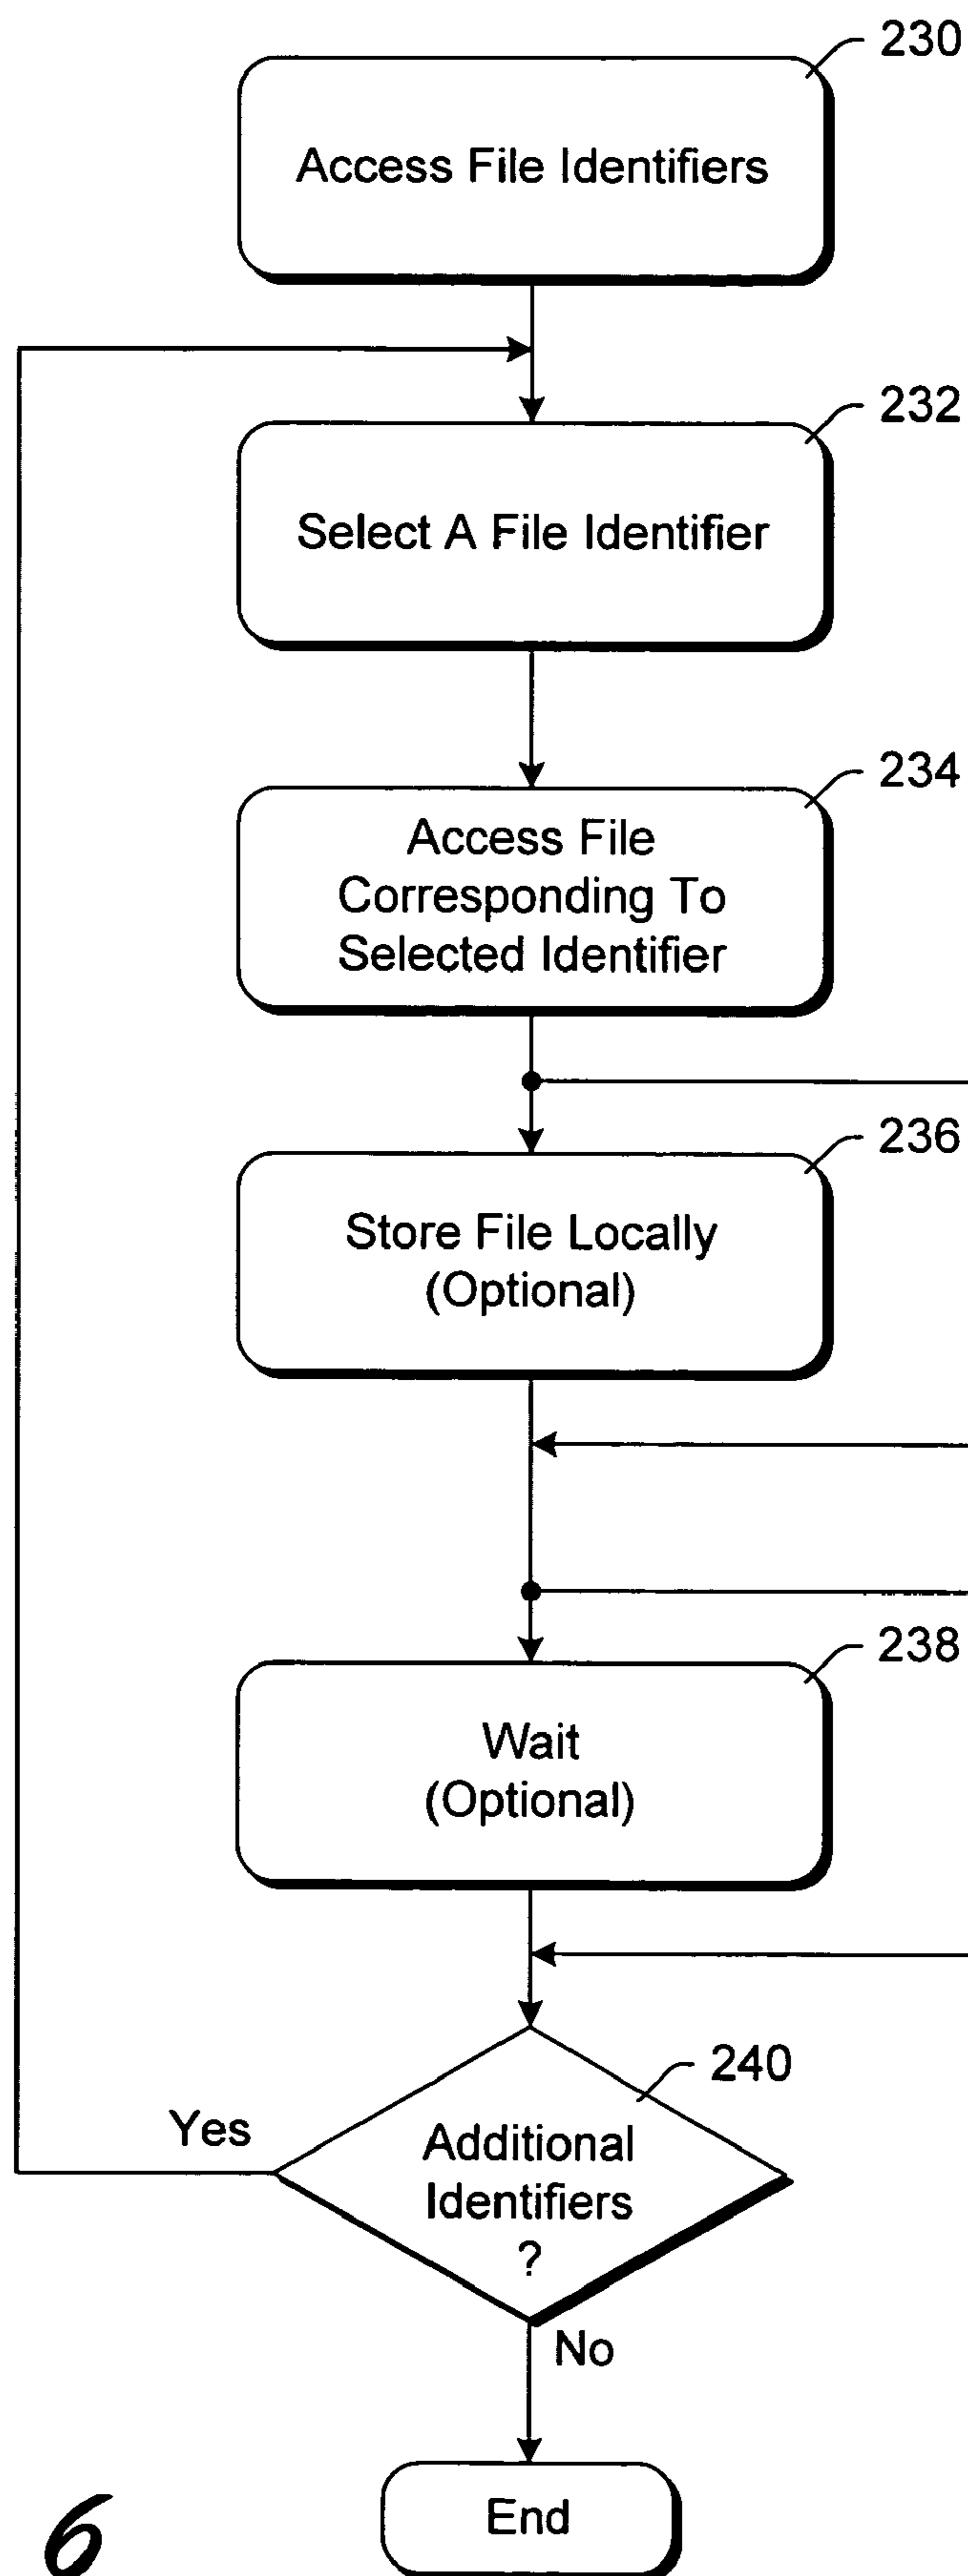 230
Access File Identifiers
232
Select A File Identifier
234
Access File
Corresponding To
Selected Identifier
236
Store File Locally
(Optional)
238
Wait
(Optional)
240
Yes
Additional
Identifiers
?
No
End
6